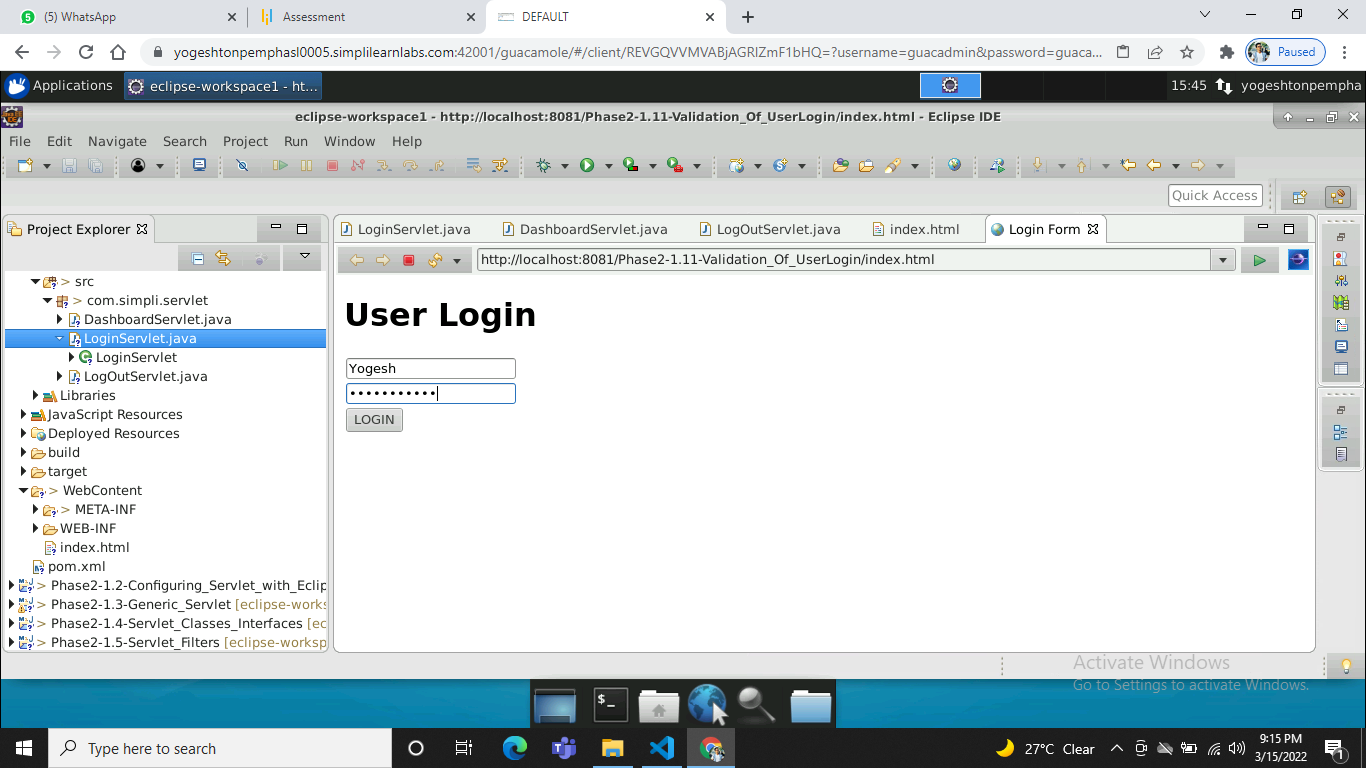 (5) WhatsApp
Assessment
DEFAULT
yogeshtonpemphasl0005.simplilearnlabs.com:42001/guacamole/#/client/REVGQVVMVABjAGRlZmF1bHQ=?username=guacadmin&password=guaca...
Paused
Applications
eclipse-workspace1 - ht...
15:45
yogeshtonpempha
eclipse-workspace1 - http://localhost:8081/Phase2-1.11-Validation_Of_UserLogin/index.html - Eclipse IDE
File Edit Navigate Search Project Run Window Help
Quick Access
Project Explorer
LoginServlet.java
DashboardServlet.java
LogOutServlet.java
index.html
Login Form
http://localhost:8081/Phase2-1.11-Validation_Of_UserLogin/index.html
> src
> com.simpli.servlet
DashboardServlet.java
LoginServlet.java
LoginServlet
LogOutServlet.java
Libraries
JavaScript Resources
Deployed Resources
build
target
> WebContent
> META-INF
WEB-INF
index.html
pom.xml
> Phase2-1.2-Configuring_Servlet_with_Eclip
> Phase2-1.3-Generic_Servlet [eclipse-works
> Phase2-1.4-Servlet_Classes_Interfaces [ec
> Phase2-1.5-Servlet_Filters [eclipse-worksp
User Login
Yogesh
•••••••••••
LOGIN
Activate Windows
Go to Settings to activate Windows.
Type here to search
27°C Clear
9:15 PM
3/15/2022
1